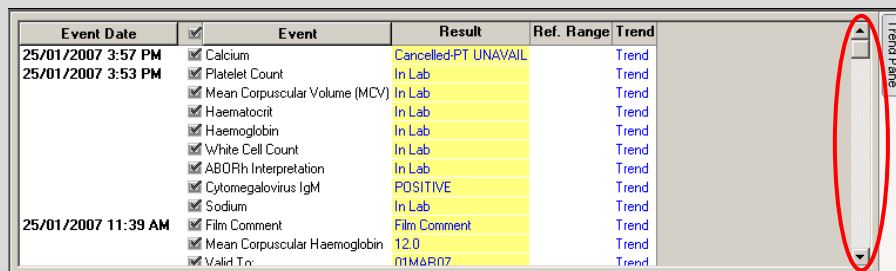 Event Date Event Result Ref. Range Trend
25/01/2007 3:57 PM Calcium Cancelled-PT UNAVAIL Trend
25/01/2007 3:53 PM Platelet Count In Lab Trend
Mean Corpuscular Volume (MCV) In Lab Trend
Haematocrit In Lab Trend
Haemoglobin In Lab Trend
White Cell Count In Lab Trend
ABORh Interpretation In Lab Trend
Cytomegalovirus IgM POSITIVE Trend
Sodium In Lab Trend
25/01/2007 11:39 AM Film Comment Film Comment Trend
Mean Corpuscular Haemoglobin 12.0 Trend
Valid To: 01MAR07 Trend
Trend Pane